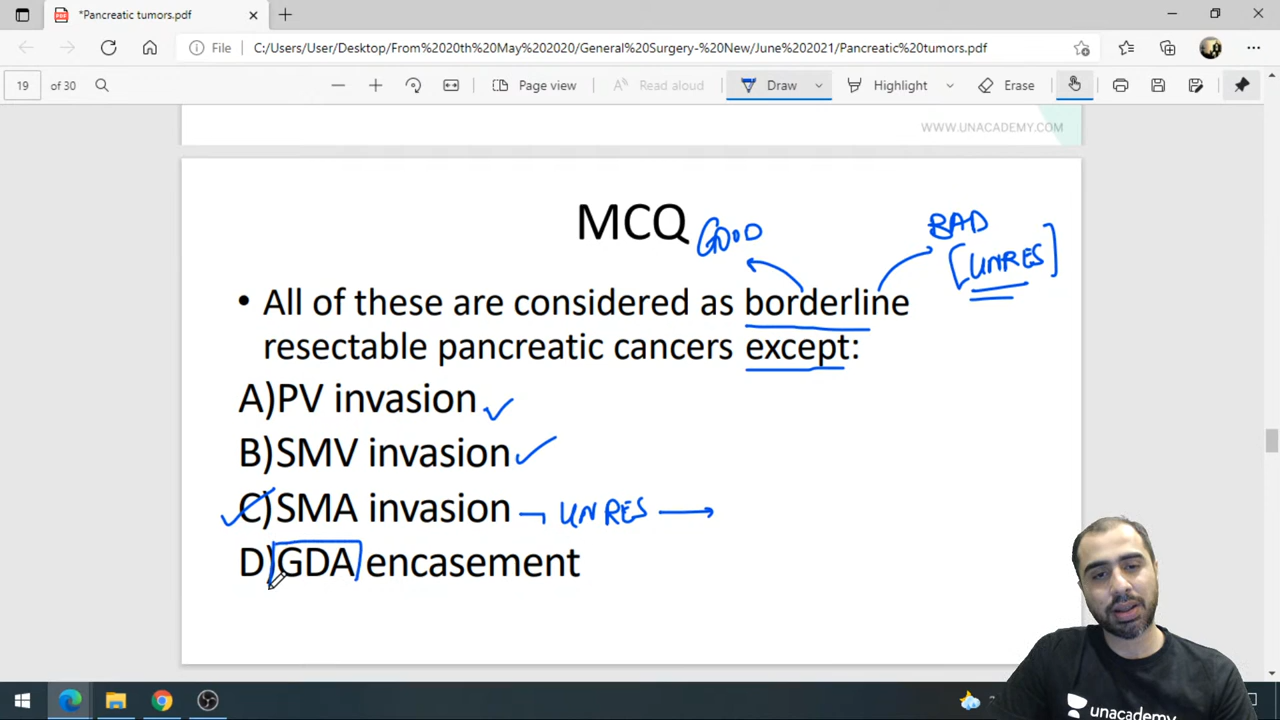 *Pancreatic tumors.pdf
File
C:/Users/User/Desktop/From%2020th%20May%202020/General%20Surgery-%20New/June%202021/Pancreatic%20tumors.pdf
19 of 30
Page view
Read aloud
Draw
Highlight
Erase
WWW.UNACADEMY.COM
MCQ
GOOD
BAD
[UNRES]
• All of these are considered as borderline
resectable pancreatic cancers except:
A)PV invasion
B)SMV invasion
C)SMA invasion → UNRES →
D)GDA encasement
unacademy